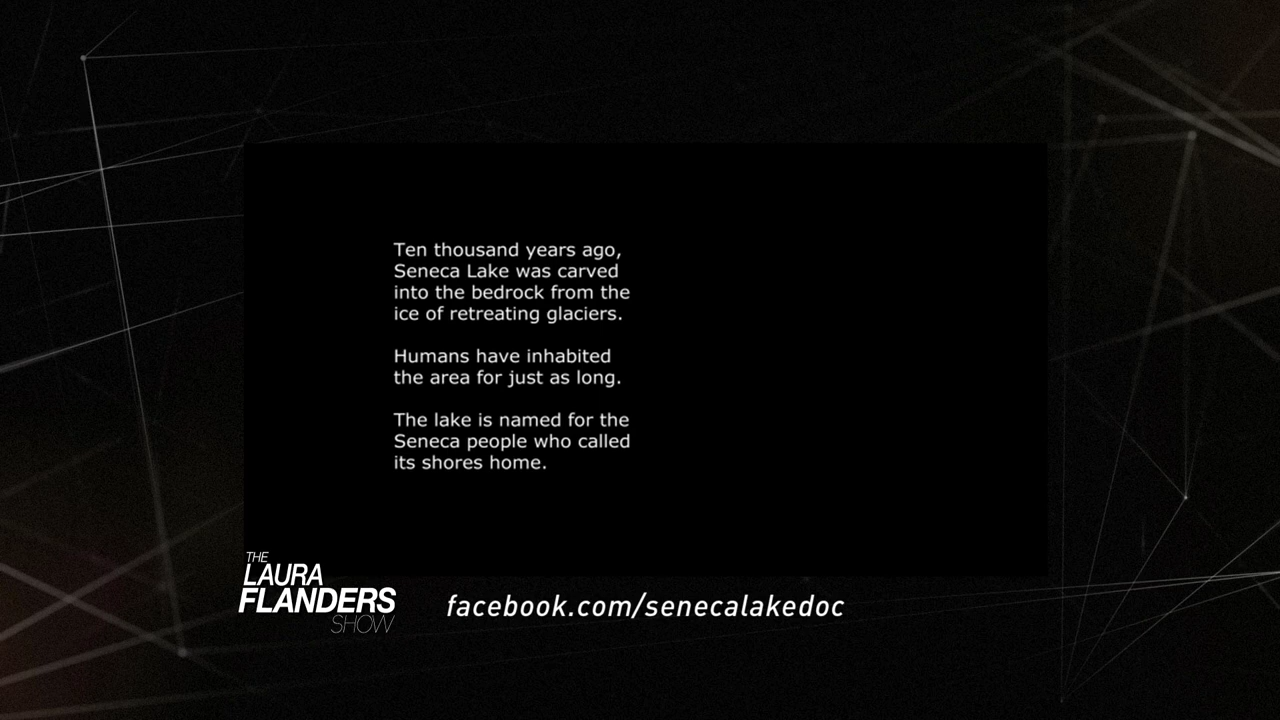 Ten thousand years ago,
Seneca Lake was carved
into the bedrock from the
ice of retreating glaciers.
Humans have inhabited
the area for just as long.
The lake is named for the
Seneca people who called
its shores home.
THE
LAURA
FLANDERS
SHOW
facebook.com/senecalakedoc